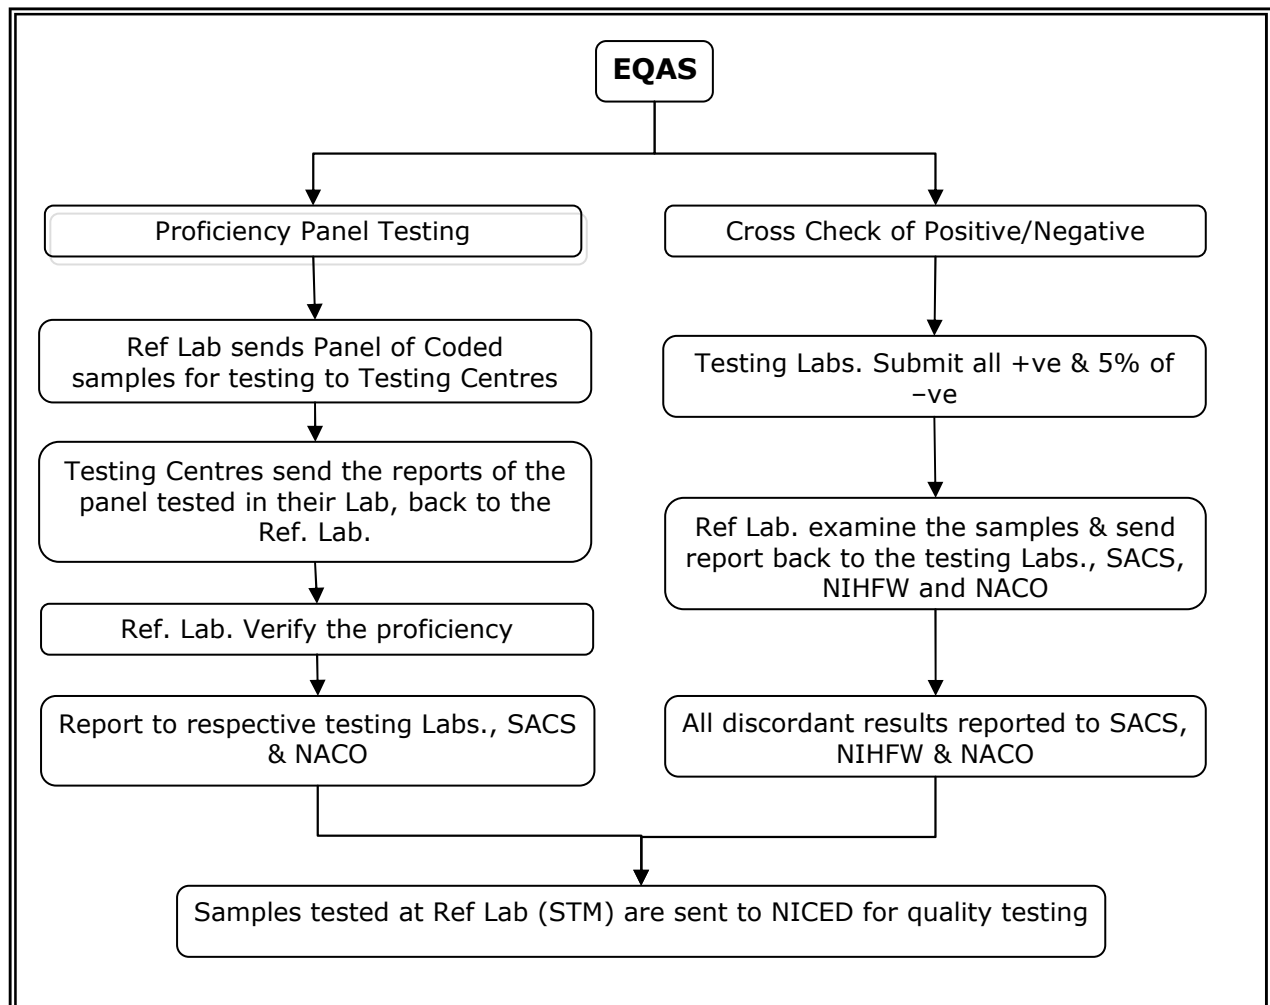 EQAS
Proficiency Panel Testing
Ref Lab sends Panel of Coded
samples for testing to Testing Centres
Testing Centres send the reports of the
panel tested in their Lab, back to the
Ref. Lab.
Ref. Lab. Verify the proficiency
Report to respective testing Labs., SACS
& NACO
Cross Check of Positive/Negative
Testing Labs. Submit all +ve & 5% of
–ve
Ref Lab. examine the samples & send
report back to the testing Labs., SACS,
NIHFW and NACO
All discordant results reported to SACS,
NIHFW & NACO
Samples tested at Ref Lab (STM) are sent to NICED for quality testing